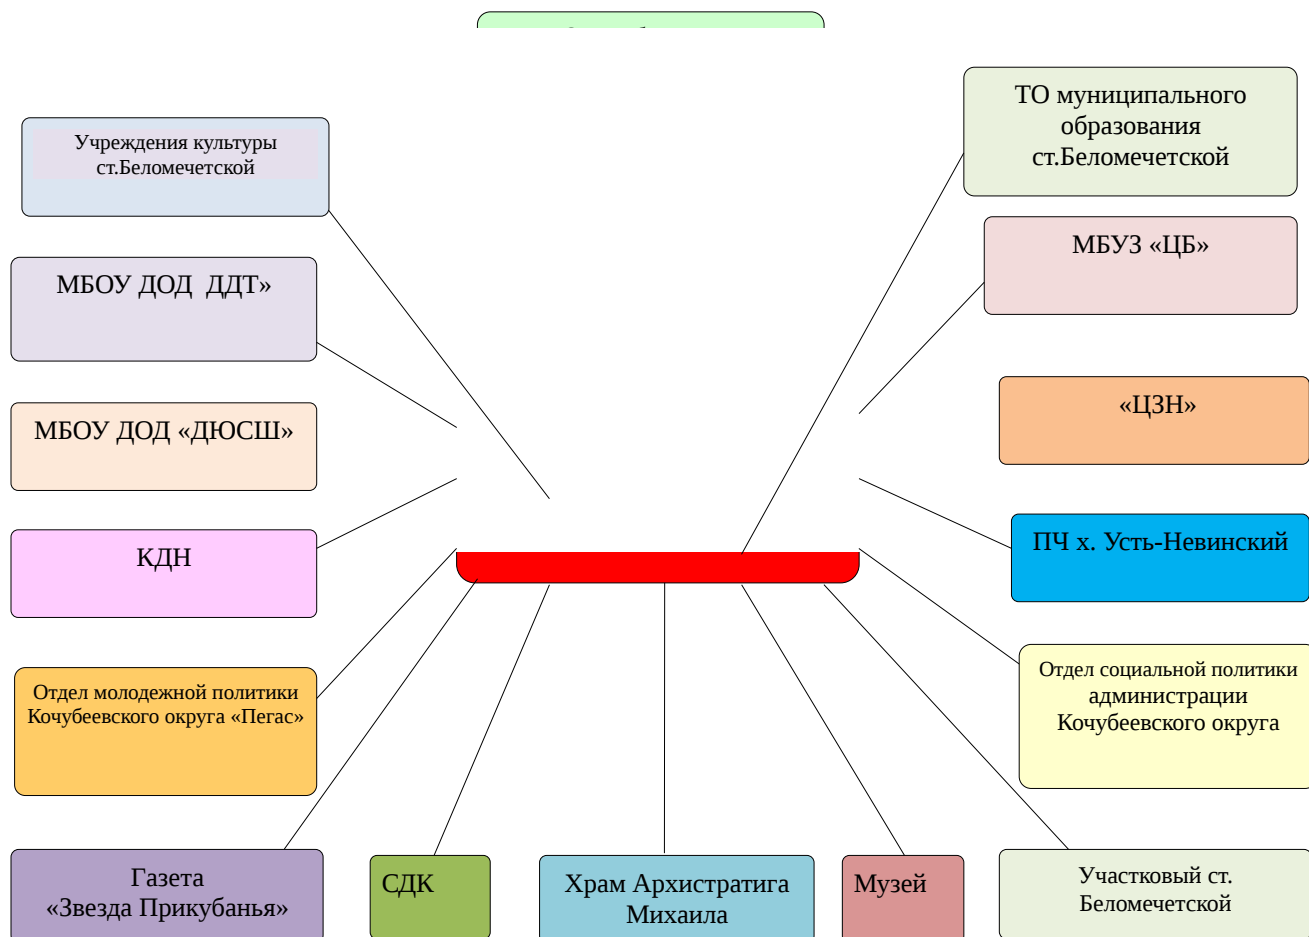 ТО муниципального
образования
ст.Беломечетской
Учреждения культуры
ст.Беломечетской
МБУЗ «ЦБ»
МБОУ ДОД  ДДТ»
«ЦЗН»
МБОУ ДОД «ДЮСШ»
ПЧ х. Усть-Невинский
КДН
Отдел социальной политики
администрации
Кочубеевского округа
Отдел молодежной политики
Кочубеевского округа «Пегас»
Газета
«Звезда Прикубанья»
СДК
Храм Архистратига
Михаила
Музей
Участковый ст.
Беломечетской